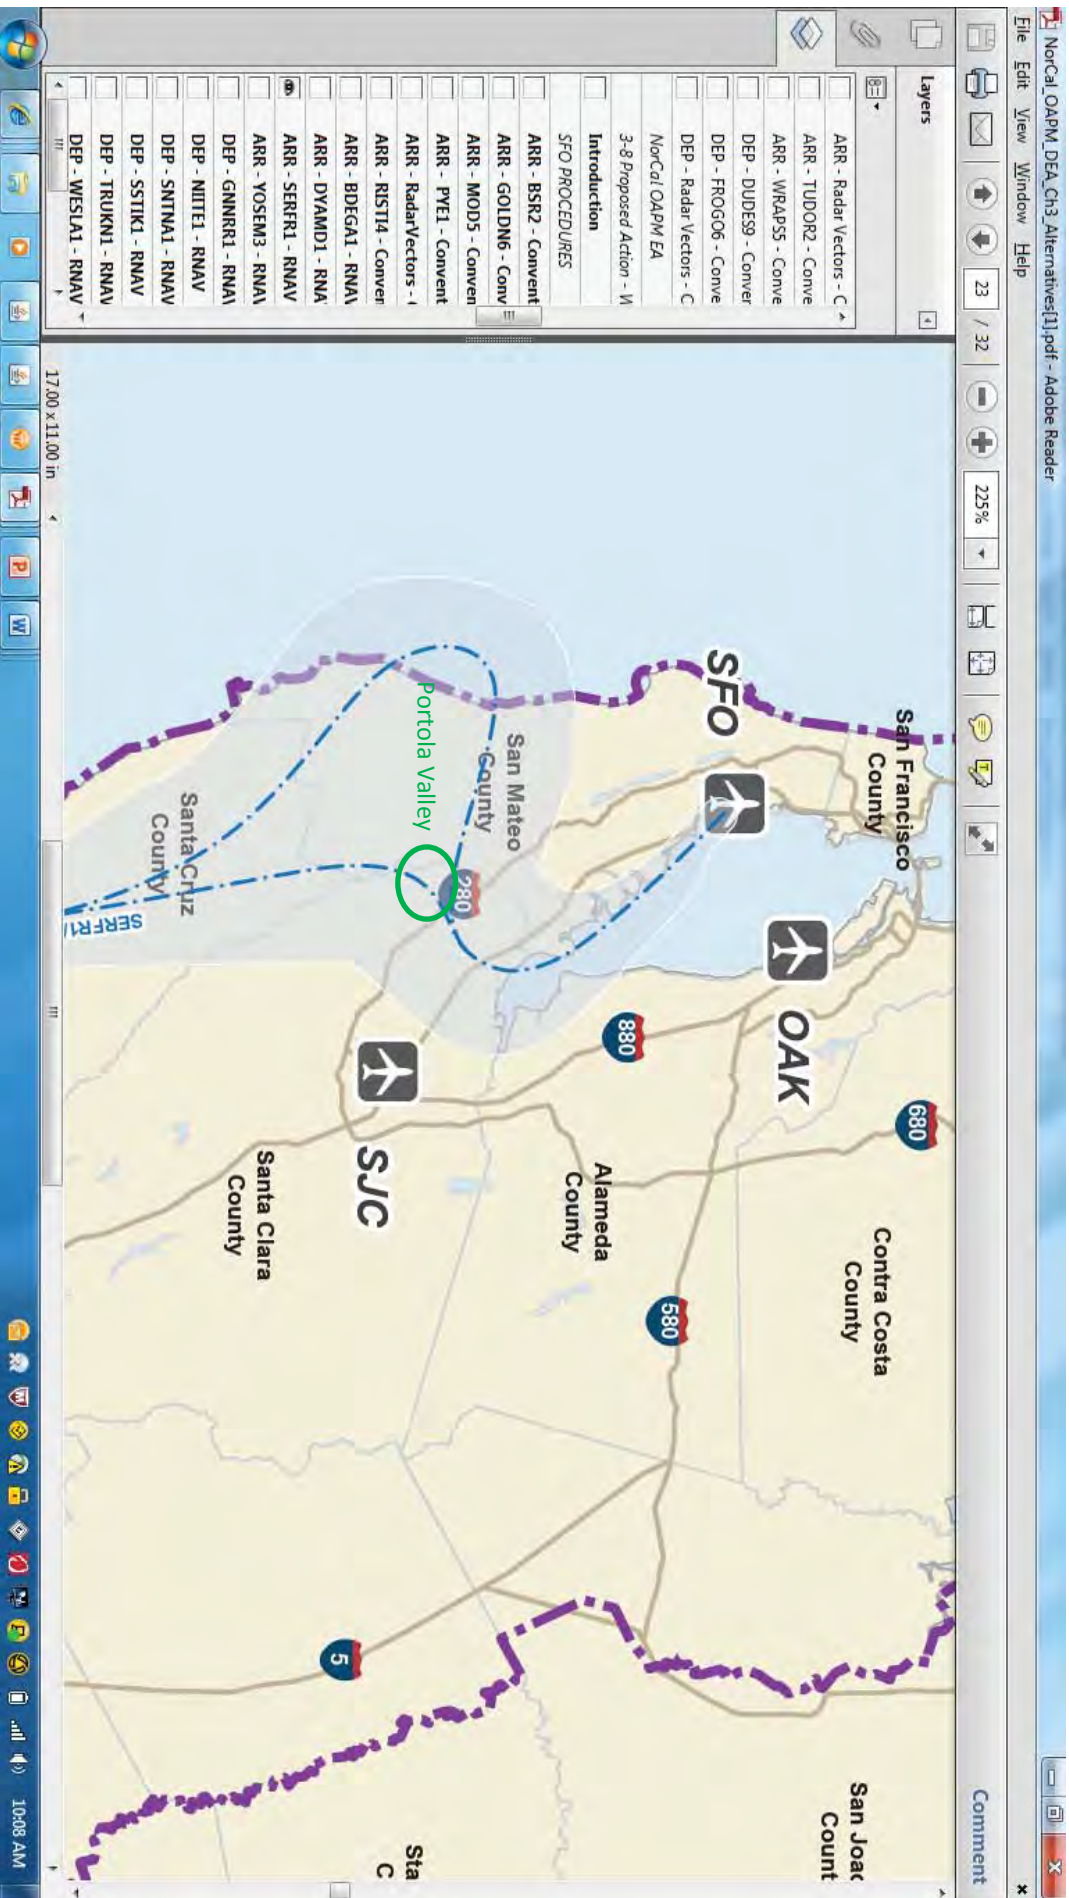 NorCal_OAPM_DEA_Ch3_Alternatives[1].pdf - Adobe Reader
File Edit View Window Help
23 / 32
225%
Comment
Layers
ARR - Radar Vectors - C
ARR - TUDOR2 - Conve
ARR - WRAPS5 - Conve
DEP - DUDES9 - Conver
DEP - FROGO6 - Conve
DEP - Radar Vectors - C
NorCal OAPM EA
3-8 Proposed Action - W
Introduction
SFO PROCEDURES
ARR - BSR2 - Convent
ARR - GOLDN6 - Conv
ARR - MOD5 - Conven
ARR - PYE1 - Convent
ARR - RadarVectors - (
ARR - RISTI4 - Conver
ARR - BDEGA1 - RNA\
ARR - DYAMD1 - RNA
ARR - SERFR1 - RNAV
ARR - YOSEM3 - RNA\
DEP - GNNRR1 - RNA\
DEP - NIITE1 - RNAV
DEP - SNTNA1 - RNAV
DEP - SSTIK1 - RNAV
DEP - TRUKN1 - RNAV
DEP - WESLA1 - RNAV
San Francisco
County
SFO
OAK
680
Contra Costa
County
San Joac
Count
San Mateo
County
880
580
Alameda
County
Portola Valley
280
SJC
5
Sta
C
Santa Cruz
County
Santa Clara
County
SERFR1
17.00 x 11.00 in
10:08 AM